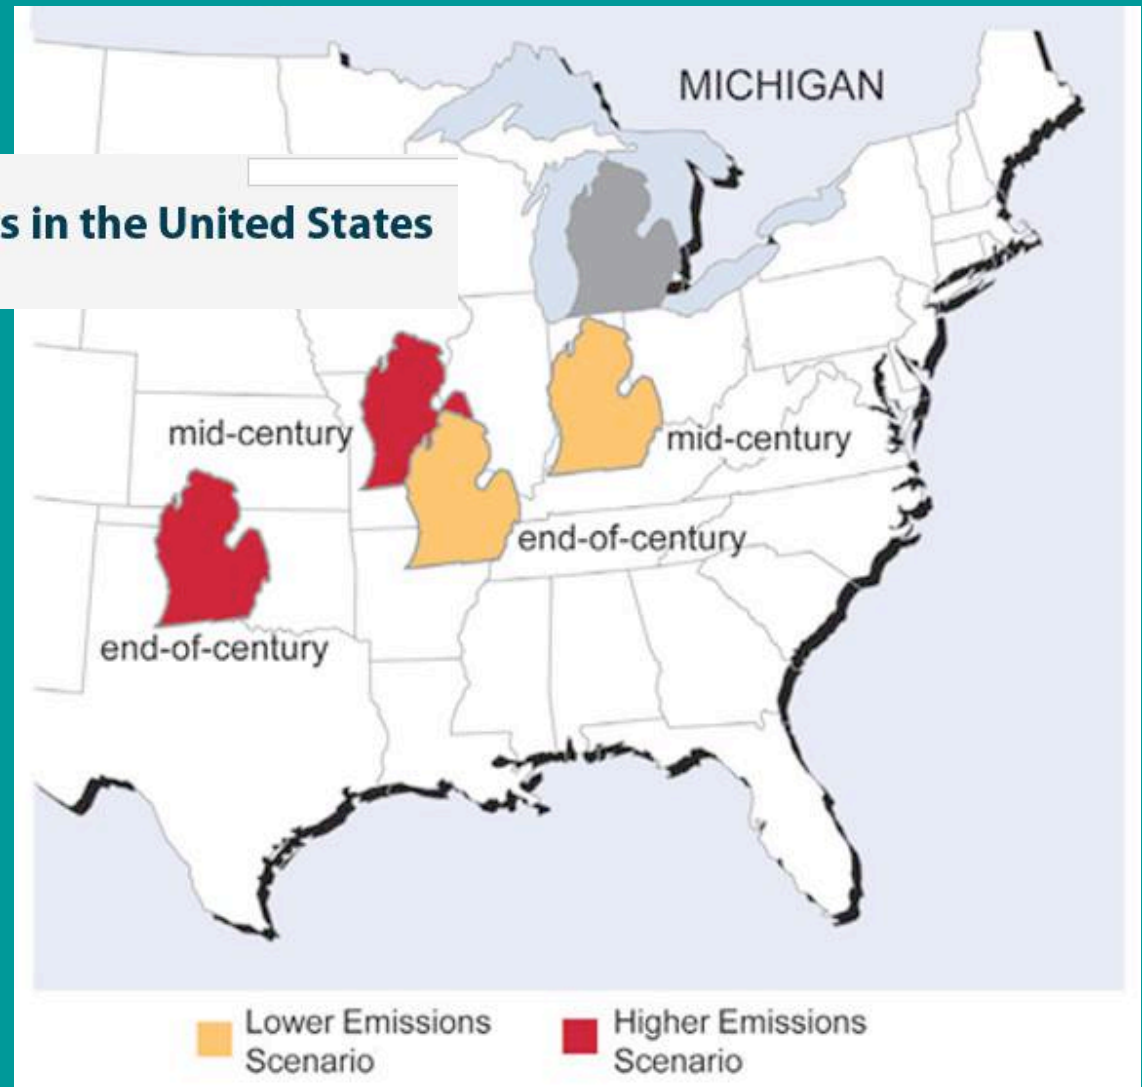 MICHIGAN
s in the United States
mid-century
mid-century
end-of-century
end-of-century
Lower Emissions
Scenario
Higher Emissions
Scenario